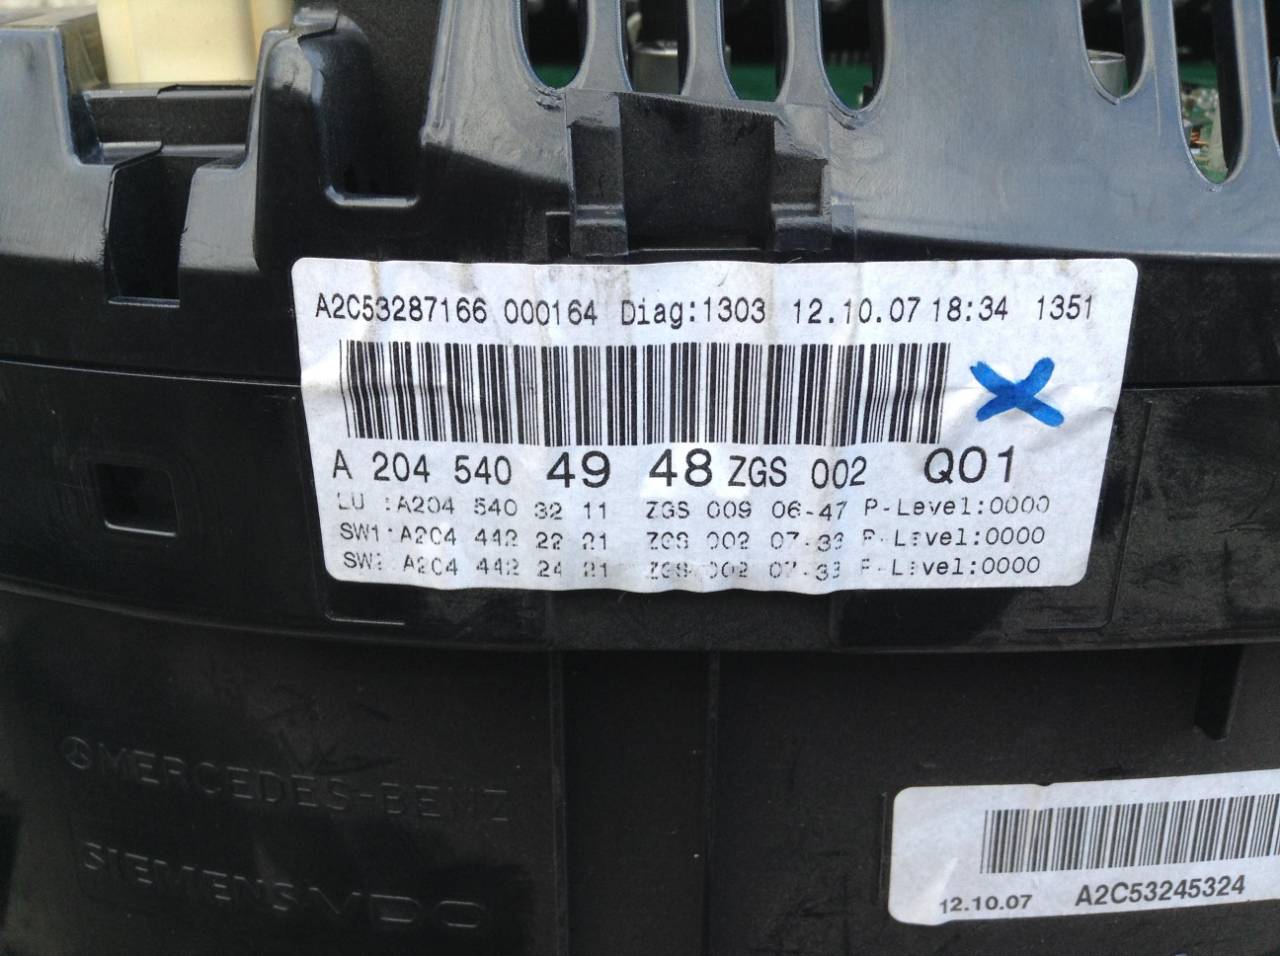 A2C53287166 000164 Diag:1303 12.10.07 18:34 1351
A 204 540 49 48 ZGS 002 Q01
LU :A204 540 32 11 ZGS 009 06-47 P-Level:0000
SW1:A204 442 22 21 ZGS 002 07-33 P-Level:0000
SW2:A204 442 24 21 ZGS 002 07-33 P-Level:0000
MERCEDES-BENZ
SIEMENS VDO
12.10.07 A2C53245324